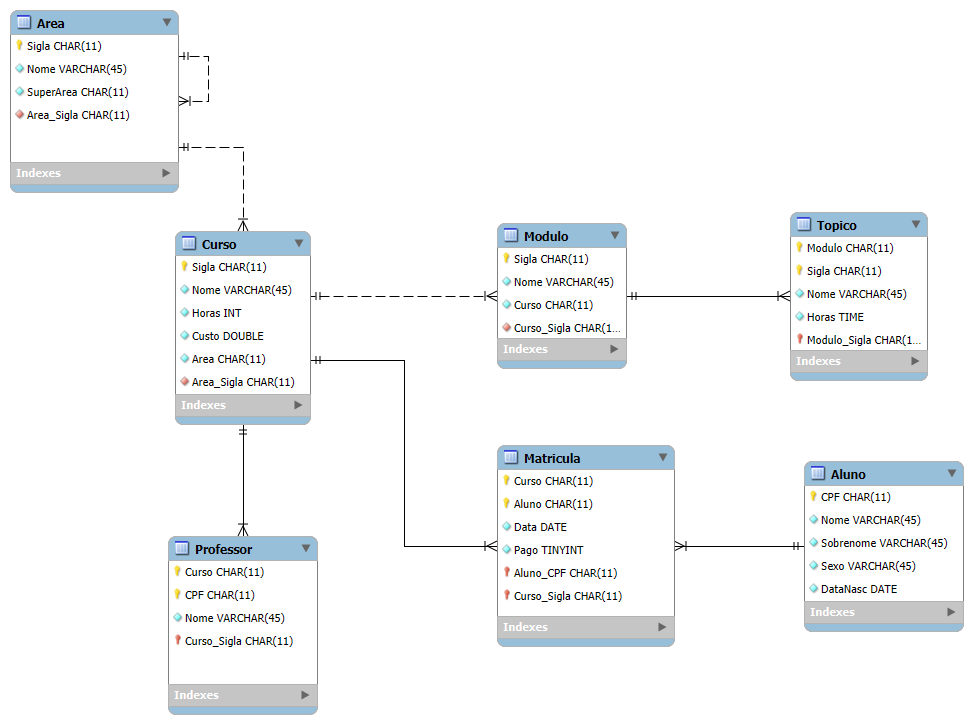 Area
Sigla CHAR(11)
Nome VARCHAR(45)
SuperArea CHAR(11)
Area_Sigla CHAR(11)
Indexes
Curso
Sigla CHAR(11)
Nome VARCHAR(45)
Horas INT
Custo DOUBLE
Area CHAR(11)
Area_Sigla CHAR(11)
Indexes
Modulo
Sigla CHAR(11)
Nome VARCHAR(45)
Curso CHAR(11)
Curso_Sigla CHAR(1...
Indexes
Topico
Modulo CHAR(11)
Sigla CHAR(11)
Nome VARCHAR(45)
Horas TIME
Modulo_Sigla CHAR(1...
Indexes
Professor
Curso CHAR(11)
CPF CHAR(11)
Nome VARCHAR(45)
Curso_Sigla CHAR(11)
Indexes
Matricula
Curso CHAR(11)
Aluno CHAR(11)
Data DATE
Pago TINYINT
Aluno_CPF CHAR(11)
Curso_Sigla CHAR(11)
Indexes
Aluno
CPF CHAR(11)
Nome VARCHAR(45)
Sobrenome VARCHAR(45)
Sexo VARCHAR(45)
DataNasc DATE
Indexes